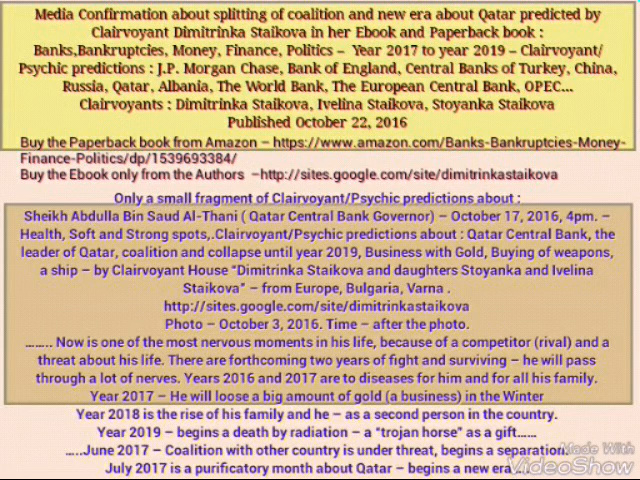 Media Confirmation about splitting of coalition and new era about Qatar predicted by
Clairvoyant Dimitrinka Staikova in her Ebook and Paperback book :
Banks,Bankruptcies, Money, Finance, Politics – Year 2017 to year 2019 – Clairvoyant/
Psychic predictions : J.P. Morgan Chase, Bank of England, Central Banks of Turkey, China,
Russia, Qatar, Albania, The World Bank, The European Central Bank, OPEC...
Clairvoyants : Dimitrinka Staikova, Ivelina Staikova, Stoyanka Staikova
Published October 22, 2016
Buy the Paperback book from Amazon – https://www.amazon.com/Banks-Bankruptcies-Money-
Finance-Politics/dp/1539693384/
Buy the Ebook only from the Authors –http://sites.google.com/site/dimitrinkastaikova
Only a small fragment of Clairvoyant/Psychic predictions about :
Sheikh Abdulla Bin Saud Al-Thani ( Qatar Central Bank Governor) – October 17, 2016, 4pm. –
Health, Soft and Strong spots,.Clairvoyant/Psychic predictions about : Qatar Central Bank, the
leader of Qatar, coalition and collapse until year 2019, Business with Gold, Buying of weapons,
a ship – by Clairvoyant House "Dimitrinka Staikova and daughters Stoyanka and Ivelina
Staikova" – from Europe, Bulgaria, Varna .
http://sites.google.com/site/dimitrinkastaikova
Photo – October 3, 2016. Time – after the photo.
…….. Now is one of the most nervous moments in his life, because of a competitor (rival) and a
threat about his life. There are forthcoming two years of fight and surviving – he will pass
through a lot of nerves. Years 2016 and 2017 are to diseases for him and for all his family.
Year 2017 – He will loose a big amount of gold (a business) in the Winter
Year 2018 is the rise of his family and he – as a second person in the country.
Year 2019 – begins a death by radiation – a "trojan horse" as a gift……
…..June 2017 – Coalition with other country is under threat, begins a separation.
July 2017 is a purificatory month about Qatar – begins a new era
Made With
VideoShow